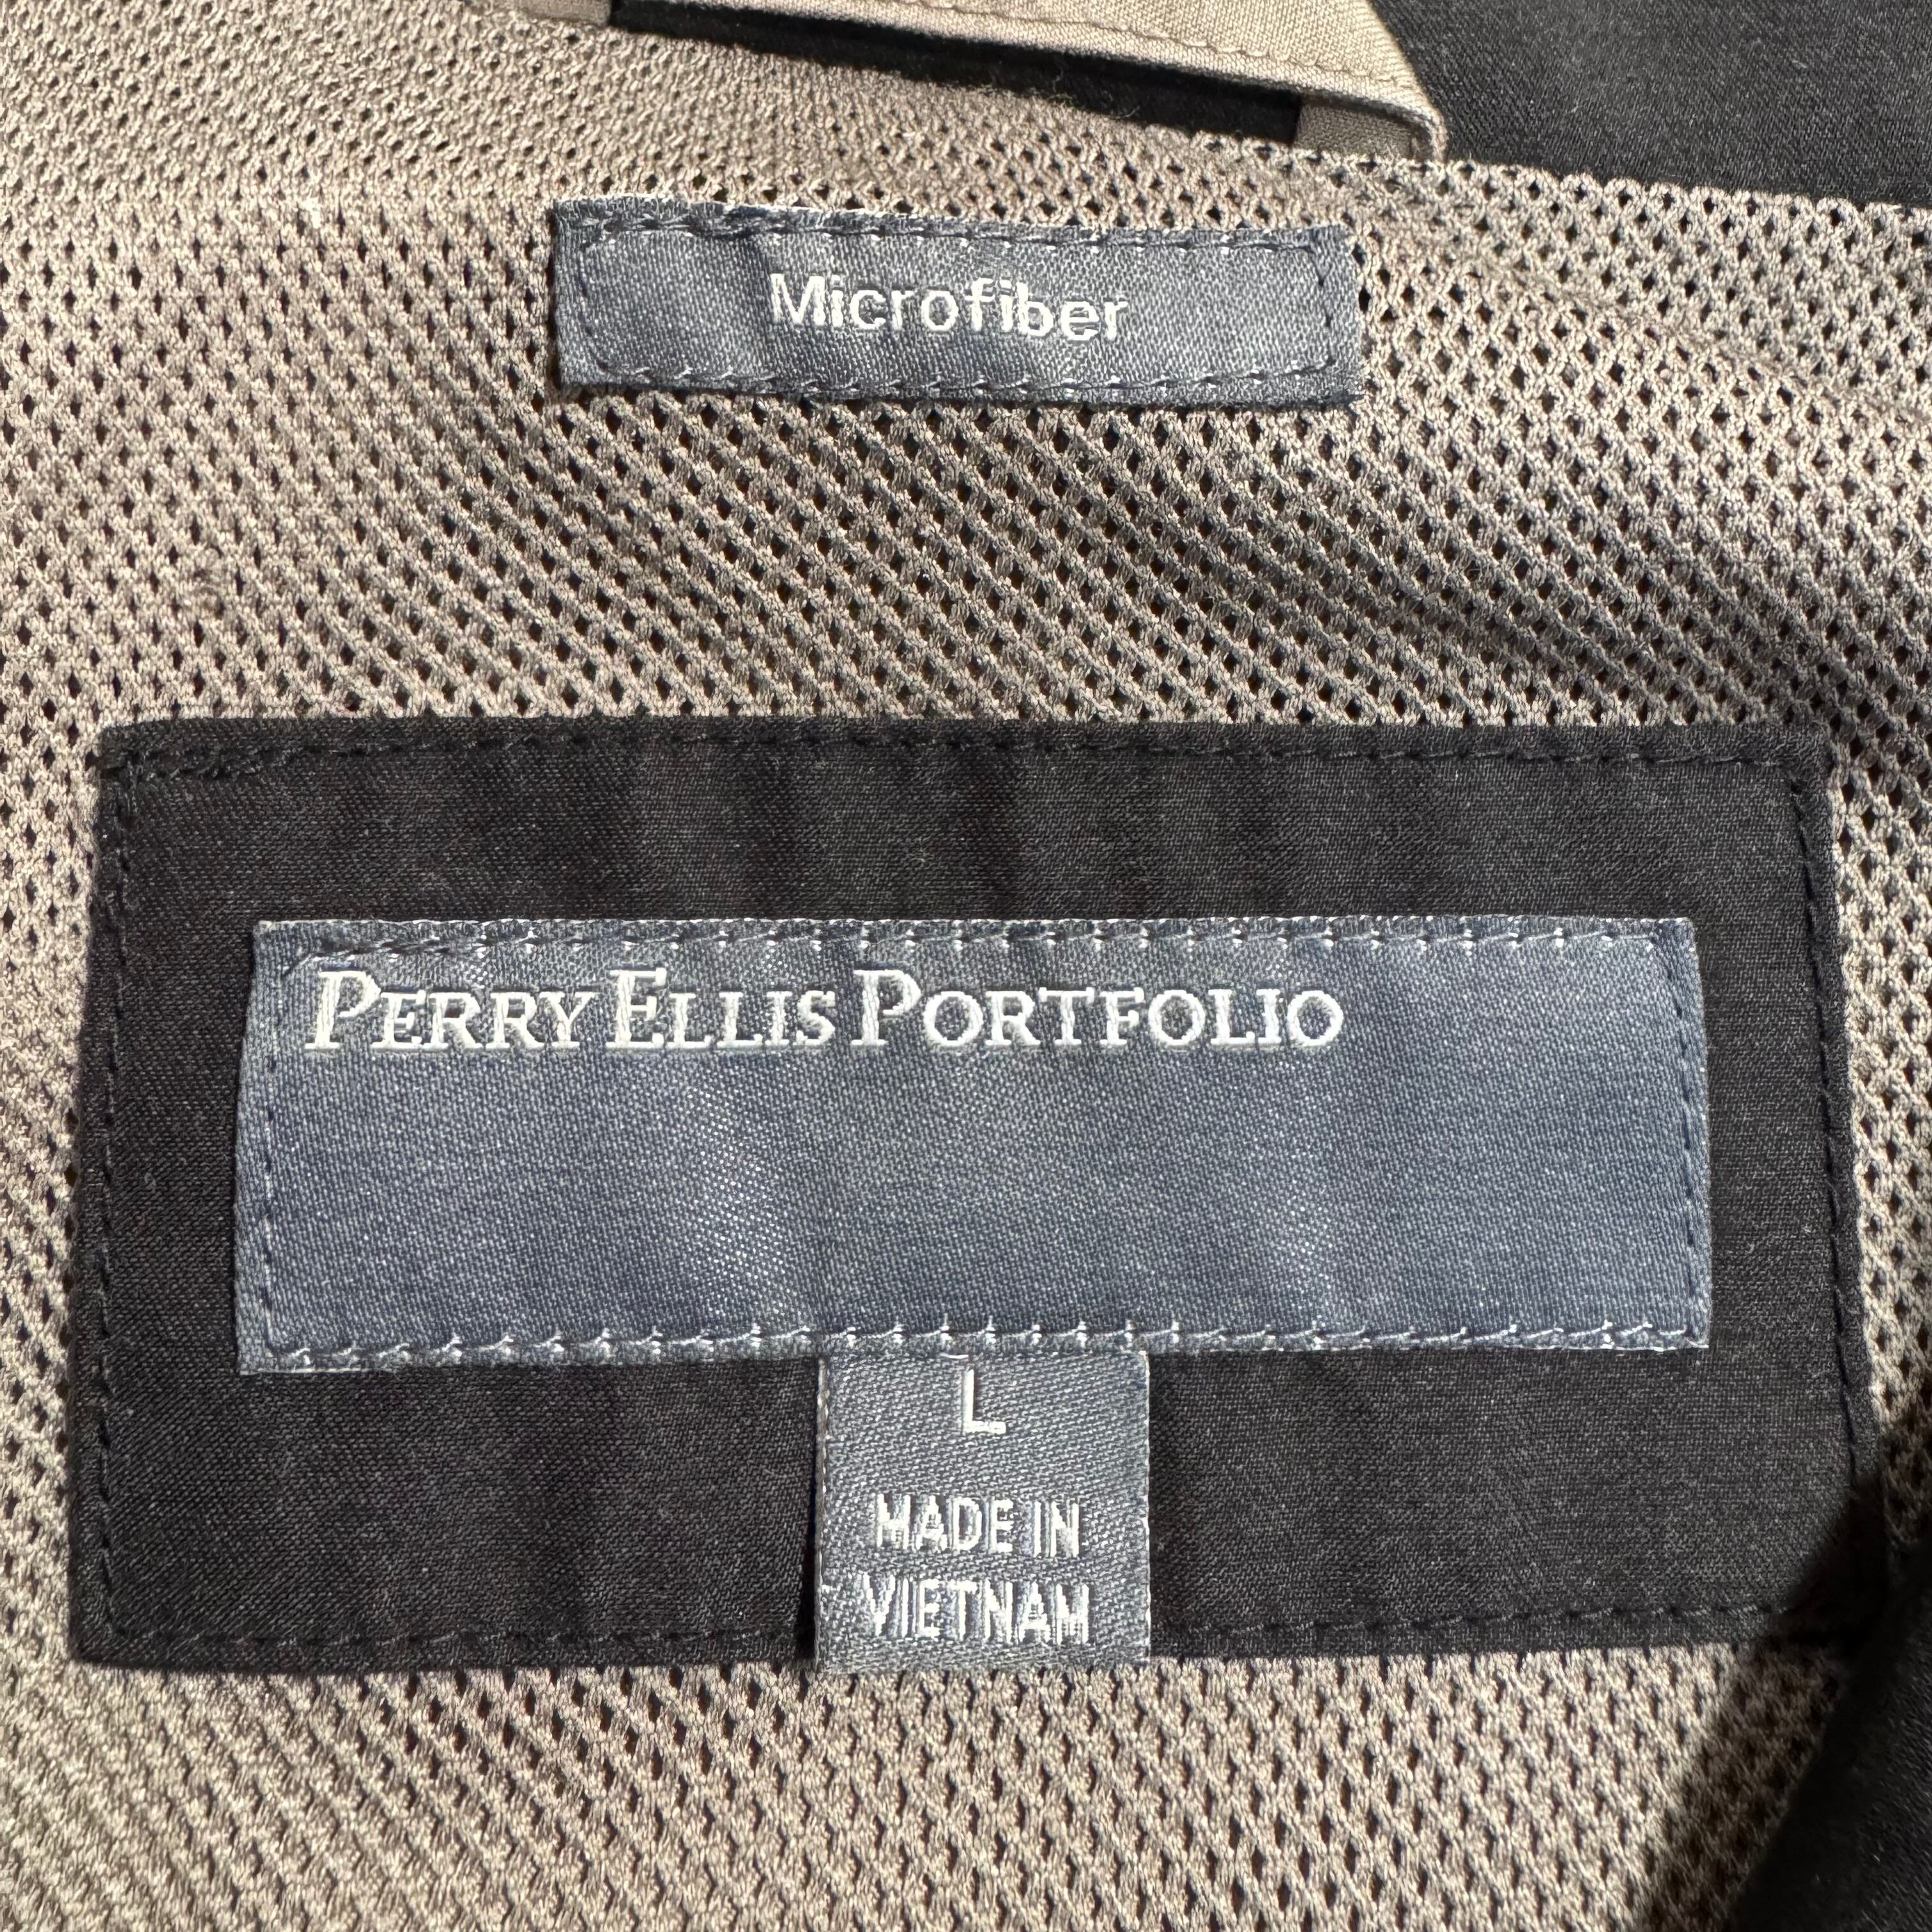 Microfiber
PERRY ELLIS PORTFOLIO
L
MADE IN
VIETNAM